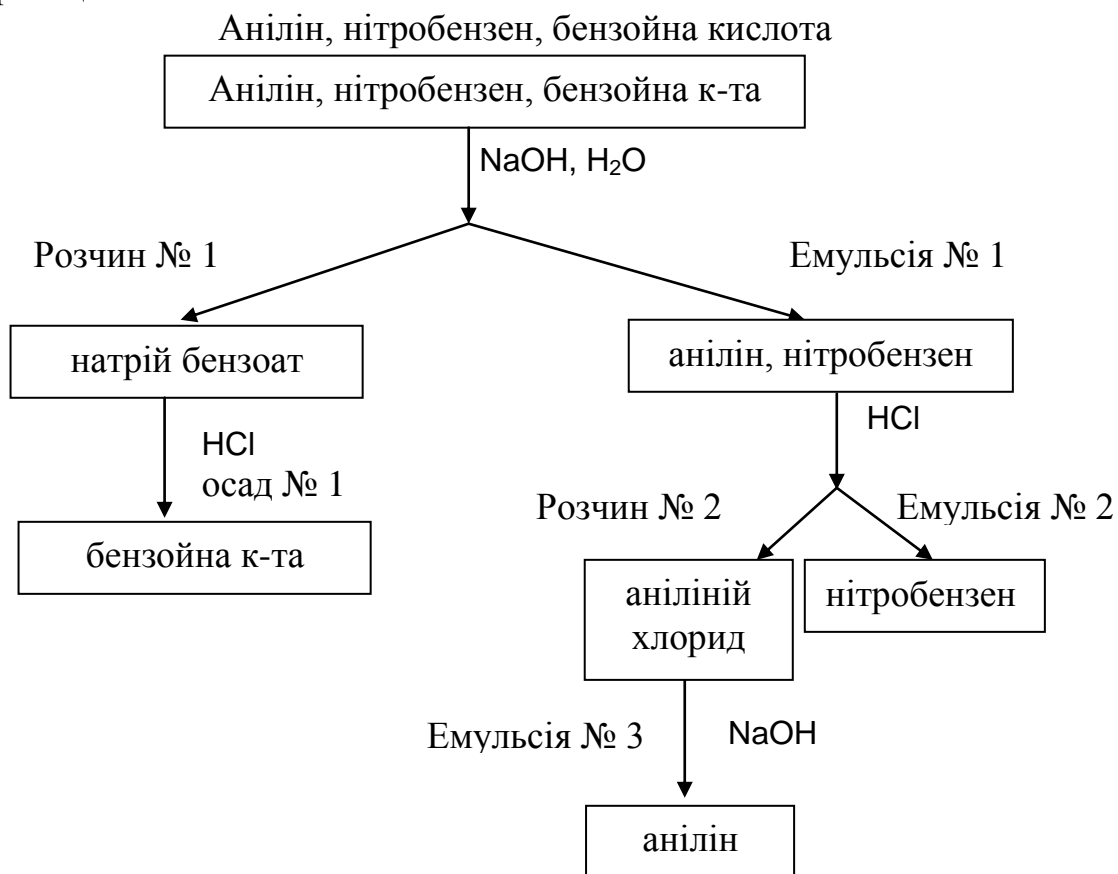 Анілін, нітробензен, бензойна кислота
Анілін, нітробензен, бензойна к-та
NaOH, H₂O
Розчин № 1
Емульсія № 1
натрій бензоат
анілін, нітробензен
HCl
осад № 1
HCl
Розчин № 2
Емульсія № 2
бензойна к-та
аніліній
хлорид
нітробензен
Емульсія № 3
NaOH
анілін